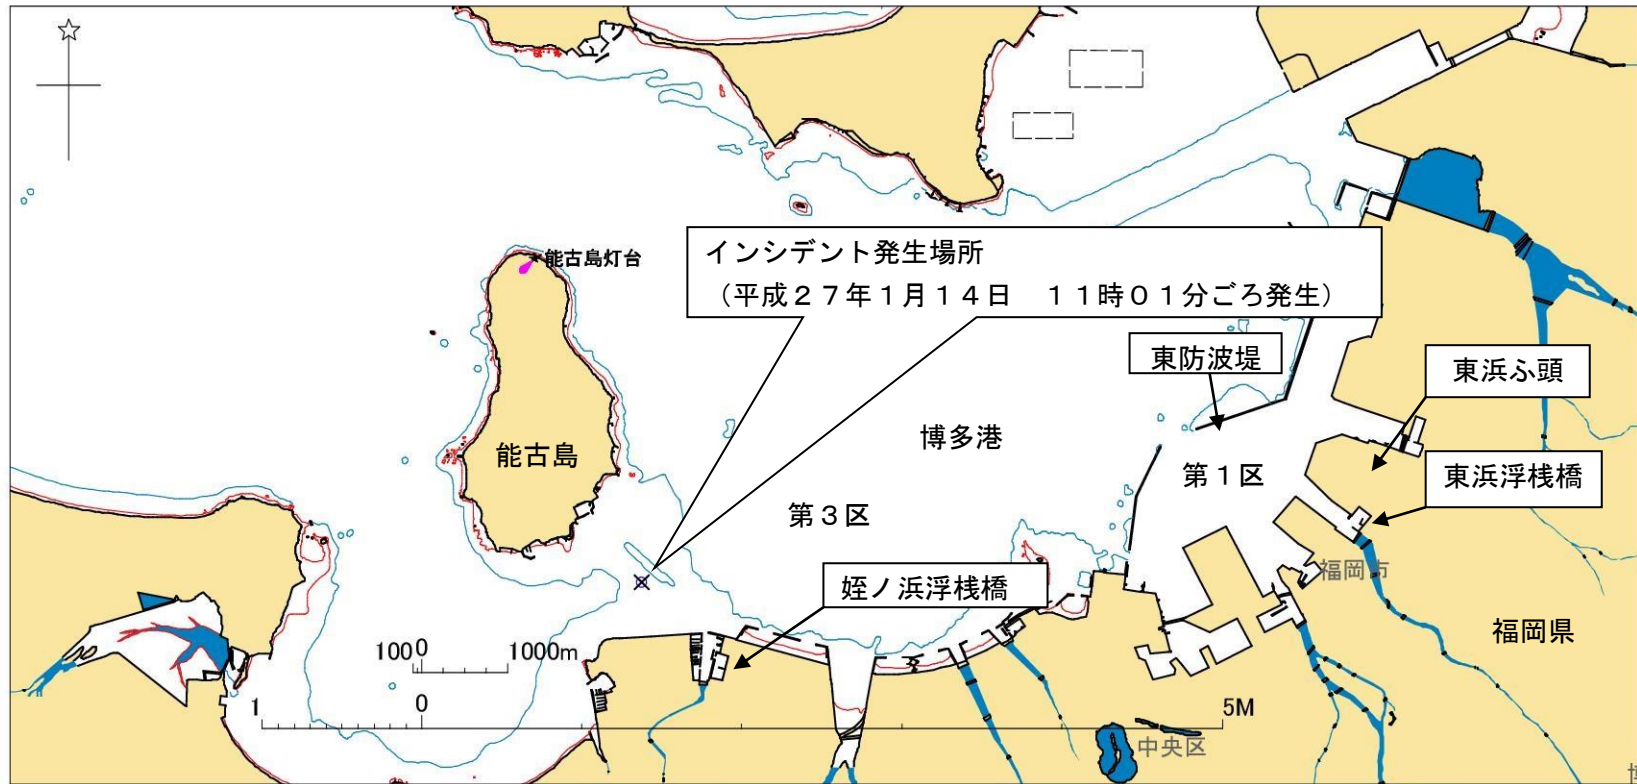 能古島灯台
インシデント発生場所
（平成２７年１月１４日　１１時０１分ごろ発生）
東防波堤
東浜ふ頭
博多港
能古島
第１区
東浜浮桟橋
第３区
福岡市
姪ノ浜浮桟橋
福岡県
1000 0 1000m
1 0 5M
中央区